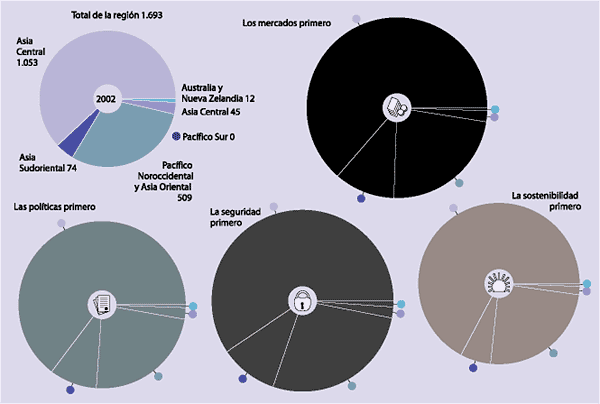 Total de la región 1.693
Los mercados primero
Asia
Central
1.053
2002
Australia y
Nueva Zelandia 12
Asia Central 45
Pacífico Sur 0
Asia
Sudoriental 74
Pacífico
Noroccidental
y Asia Oriental
509
Las políticas primero
La seguridad
primero
La sostenibilidad
primero